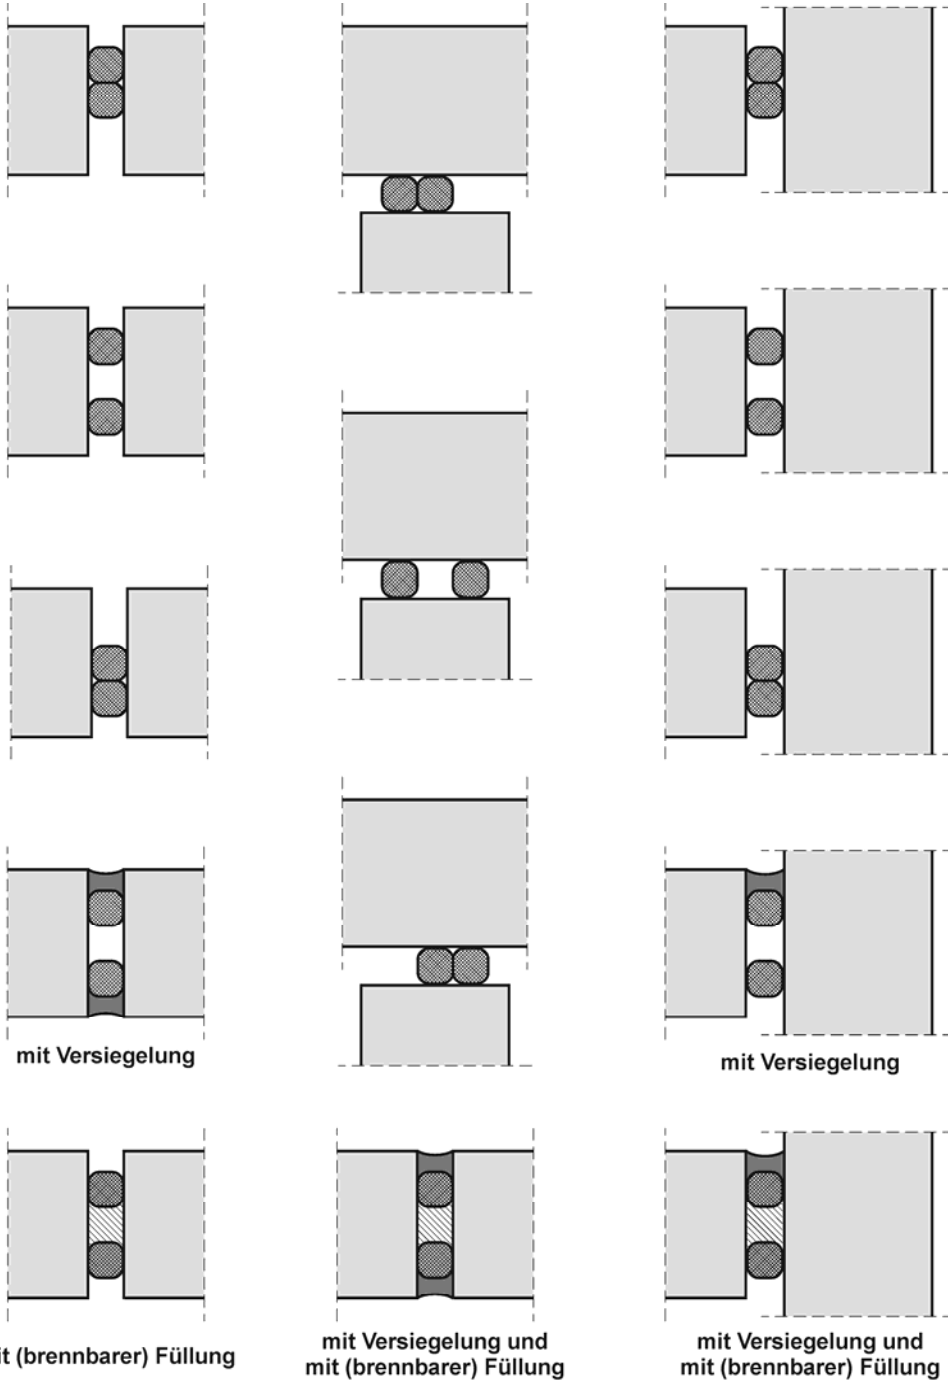 mit Versiegelung
mit Versiegelung
it (brennbarer) Füllung
mit Versiegelung und
mit (brennbarer) Füllung
mit Versiegelung und
mit (brennbarer) Füllung